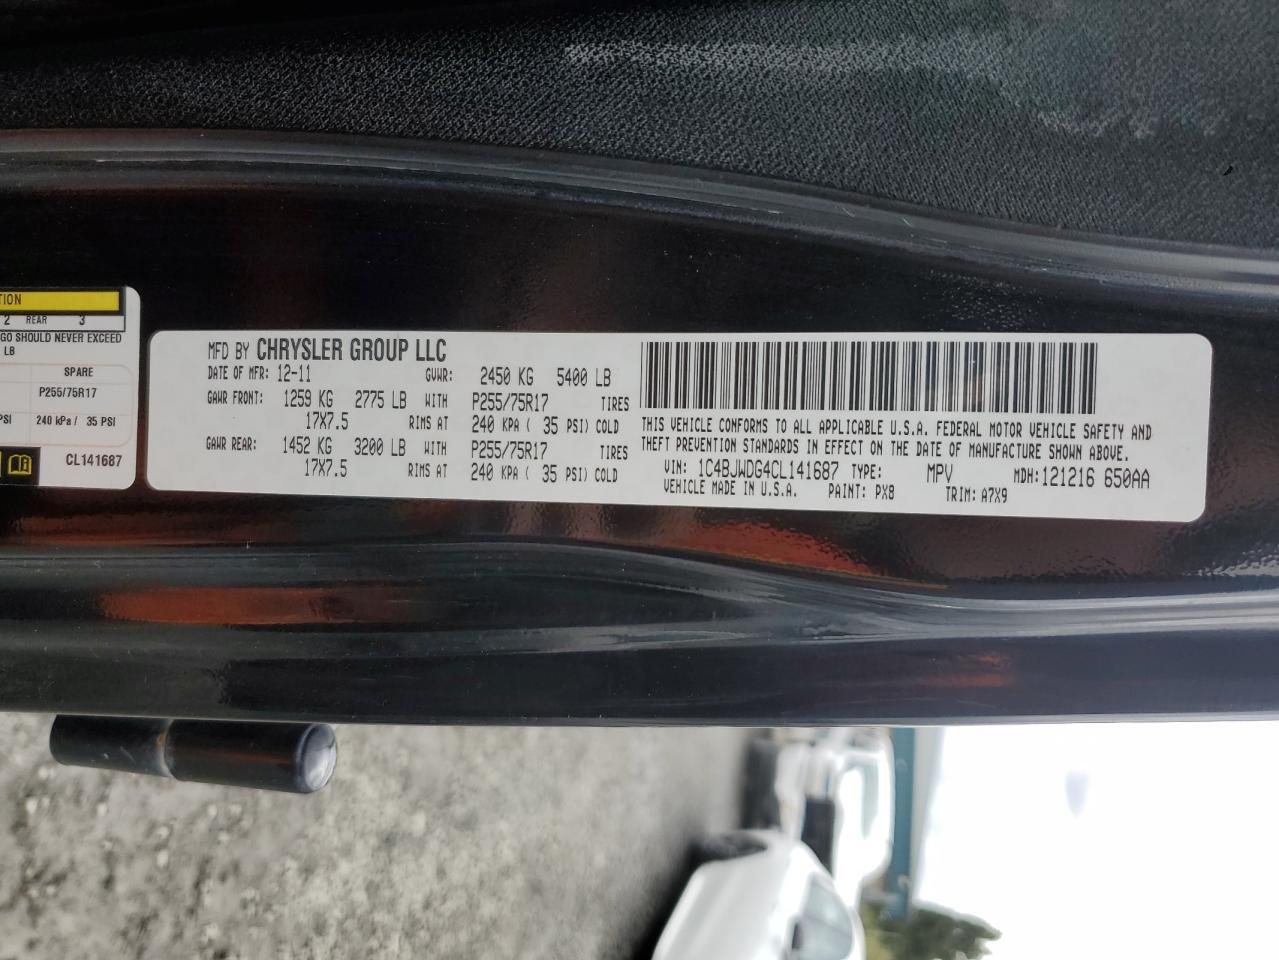 TION
2 REAR 3
GO SHOULD NEVER EXCEED
LB
SPARE
P255/75R17
PSI 240 kPa / 35 PSI
CL141687
MFD BY CHRYSLER GROUP LLC
DATE OF MFR: 12-11 GVWR: 2450 KG 5400 LB
GAWR FRONT: 1259 KG 2775 LB WITH P255/75R17 TIRES
17X7.5 RIMS AT 240 KPA ( 35 PSI) COLD
GAWR REAR: 1452 KG 3200 LB WITH P255/75R17 TIRES
17X7.5 RIMS AT 240 KPA ( 35 PSI) COLD
THIS VEHICLE CONFORMS TO ALL APPLICABLE U.S.A. FEDERAL MOTOR VEHICLE SAFETY AND
THEFT PREVENTION STANDARDS IN EFFECT ON THE DATE OF MANUFACTURE SHOWN ABOVE.
VIN: 1C4BJWDG4CL141687 TYPE: MPV MDH:121216 650AA
VEHICLE MADE IN U.S.A. PAINT: PX8 TRIM: A7X9